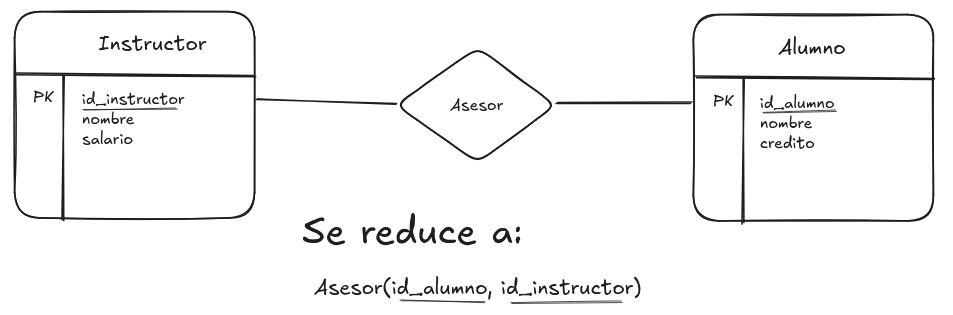 Instructor
PK
id_instructor
nombre
salario
Asesor
Alumno
PK
id_alumno
nombre
credito
Se reduce a:
Asesor(id_alumno, id_instructor)